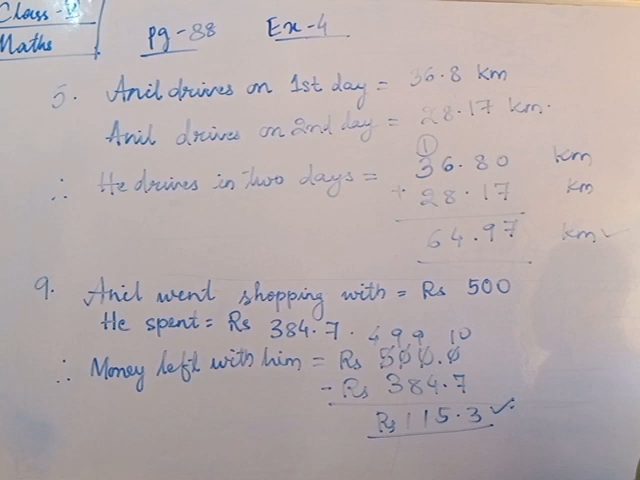 Class - V
Maths
Pg - 88 Ex - 4
5. Anil drives on 1st day = 36.8 km
Anil drives on 2nd day = 28.17 km.
①
∴ He drives in two days = 36.80 km
+ 28.17 km
64.97 km ✓
9. Anil went shopping with = Rs 500
He spent = Rs 384.7.
4 9 9 10
∴ Money left with him = Rs 500.0
- Rs 384.7
Rs 115.3 ✓